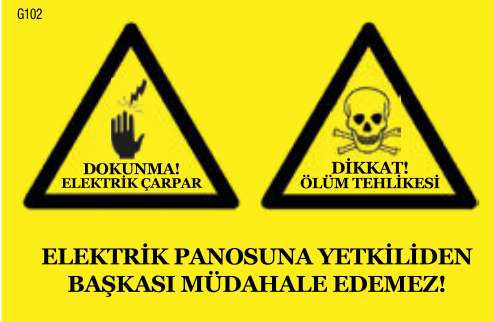 G102
DOKUNMA!
ELEKTRİK ÇARPAR
DİKKAT!
ÖLÜM TEHLİKESİ
ELEKTRİK PANOSUNA YETKİLİDEN
BAŞKASI MÜDAHALE EDEMEZ!